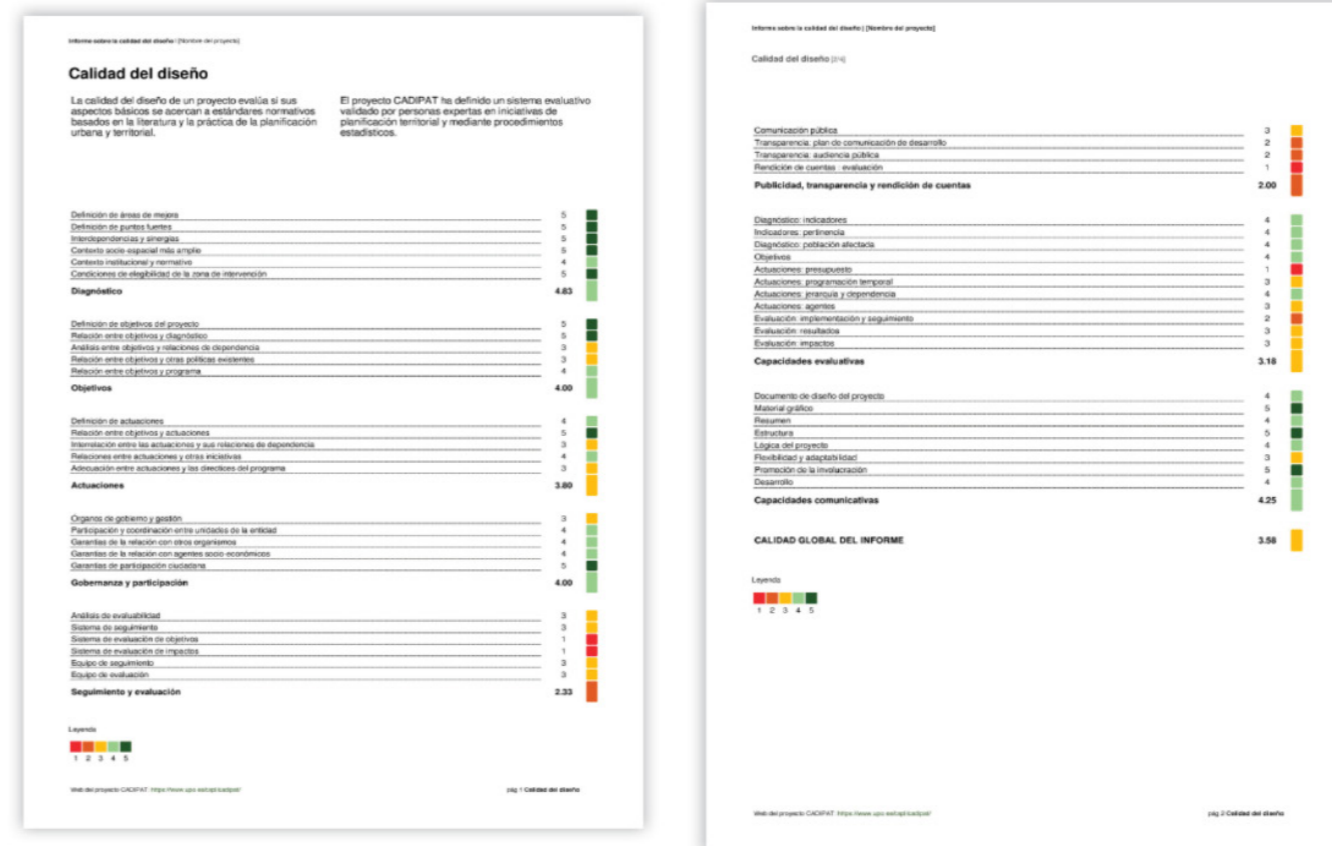 Informe sobre la calidad del diseño | [Nombre del proyecto]
Calidad del diseño
La calidad del diseño de un proyecto evalúa si sus
aspectos básicos se acercan a estándares normativos
basados en la literatura y la práctica de la planificación
urbana y territorial.
El proyecto CADIPAT ha definido un sistema evaluativo
validado por personas expertas en iniciativas de
planificación territorial y mediante procedimientos
estadísticos.
Definición de áreas de mejora 5
Definición de puntos fuertes 5
Interdependencias y sinergias 5
Contexto socio-espacial más amplio 5
Contexto institucional y normativo 4
Condiciones de elegibilidad de la zona de intervención 5
Diagnóstico 4.83
Definición de objetivos del proyecto 5
Relación entre objetivos y diagnóstico 5
Análisis entre objetivos y relaciones de dependencia 3
Relación entre objetivos y otras políticas existentes 3
Relación entre objetivos y programa 4
Objetivos 4.00
Definición de actuaciones 4
Relación entre objetivos y actuaciones 5
Interrelación entre las actuaciones y sus relaciones de dependencia 3
Relaciones entre actuaciones y otras iniciativas 4
Adecuación entre actuaciones y las directices del programa 3
Actuaciones 3.80
Órganos de gobierno y gestión 3
Participación y coordinación entre unidades de la entidad 4
Garantías de la relación con otros organismos 4
Garantías de la relación con agentes socio-económicos 4
Garantías de participación ciudadana 5
Gobernanza y participación 4.00
Análisis de evaluabilidad 3
Sistema de seguimiento 3
Sistema de evaluación de objetivos 1
Sistema de evaluación de impactos 1
Equipo de seguimiento 3
Equipo de evaluación 3
Seguimiento y evaluación 2.33
Leyenda
1 2 3 4 5
Web del proyecto CADIPAT: https://www.upo.es/cspl/cadipat/
pág. 1 Calidad del diseño
Informe sobre la calidad del diseño | [Nombre del proyecto]
Calidad del diseño [2/4]
Comunicación pública 3
Transparencia: plan de comunicación de desarrollo 2
Transparencia: audiencia pública 2
Rendición de cuentas : evaluación 1
Publicidad, transparencia y rendición de cuentas 2.00
Diagnóstico: indicadores 4
Indicadores: pertinencia 4
Diagnóstico: población afectada 4
Objetivos 4
Actuaciones: presupuesto 1
Actuaciones: programación temporal 3
Actuaciones: jerarquía y dependencia 4
Actuaciones: agentes 3
Evaluación: implementación y seguimiento 2
Evaluación: resultados 3
Evaluación: impactos 3
Capacidades evaluativas 3.18
Documento de diseño del proyecto 4
Material gráfico 5
Resumen 4
Estructura 5
Lógica del proyecto 4
Flexibilidad y adaptabilidad 3
Promoción de la involucración 5
Desarrollo 4
Capacidades comunicativas 4.25
CALIDAD GLOBAL DEL INFORME 3.58
Leyenda
1 2 3 4 5
Web del proyecto CADIPAT:
pág. 2 Calidad del diseño